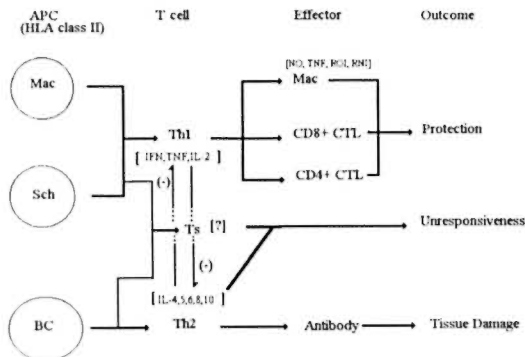 APC T cell Effector Outcome
(HLA class II)
[NO, TNF, ROI, RNI]
Mac Mac
Th1 CD8+ CTL Protection
[ IFN,TNF,IL-2 ]
(-) CD4+ CTL
Sch
Ts [?] Unresponsiveness
(-)
[ IL-4,5,6,8,10 ]
BC Th2 Antibody Tissue Damage